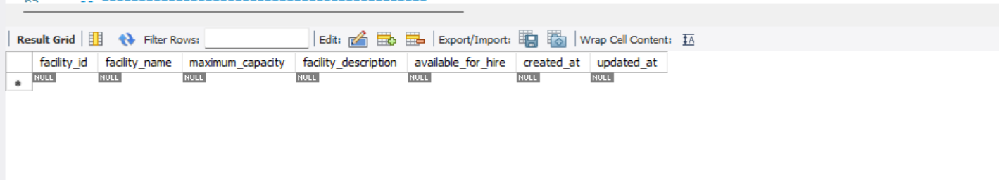 Result Grid Filter Rows: Edit: Export/Import: Wrap Cell Content: IA
facility_id facility_name maximum_capacity facility_description available_for_hire created_at updated_at
NULL NULL NULL NULL NULL NULL NULL